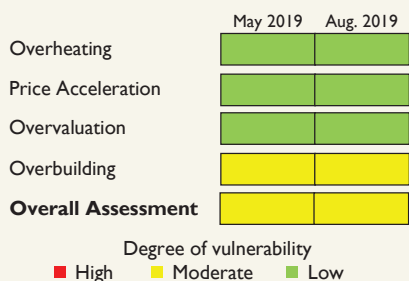 May 2019 Aug. 2019
Overheating
Price Acceleration
Overvaluation
Overbuilding
Overall Assessment
Degree of vulnerability
High Moderate Low